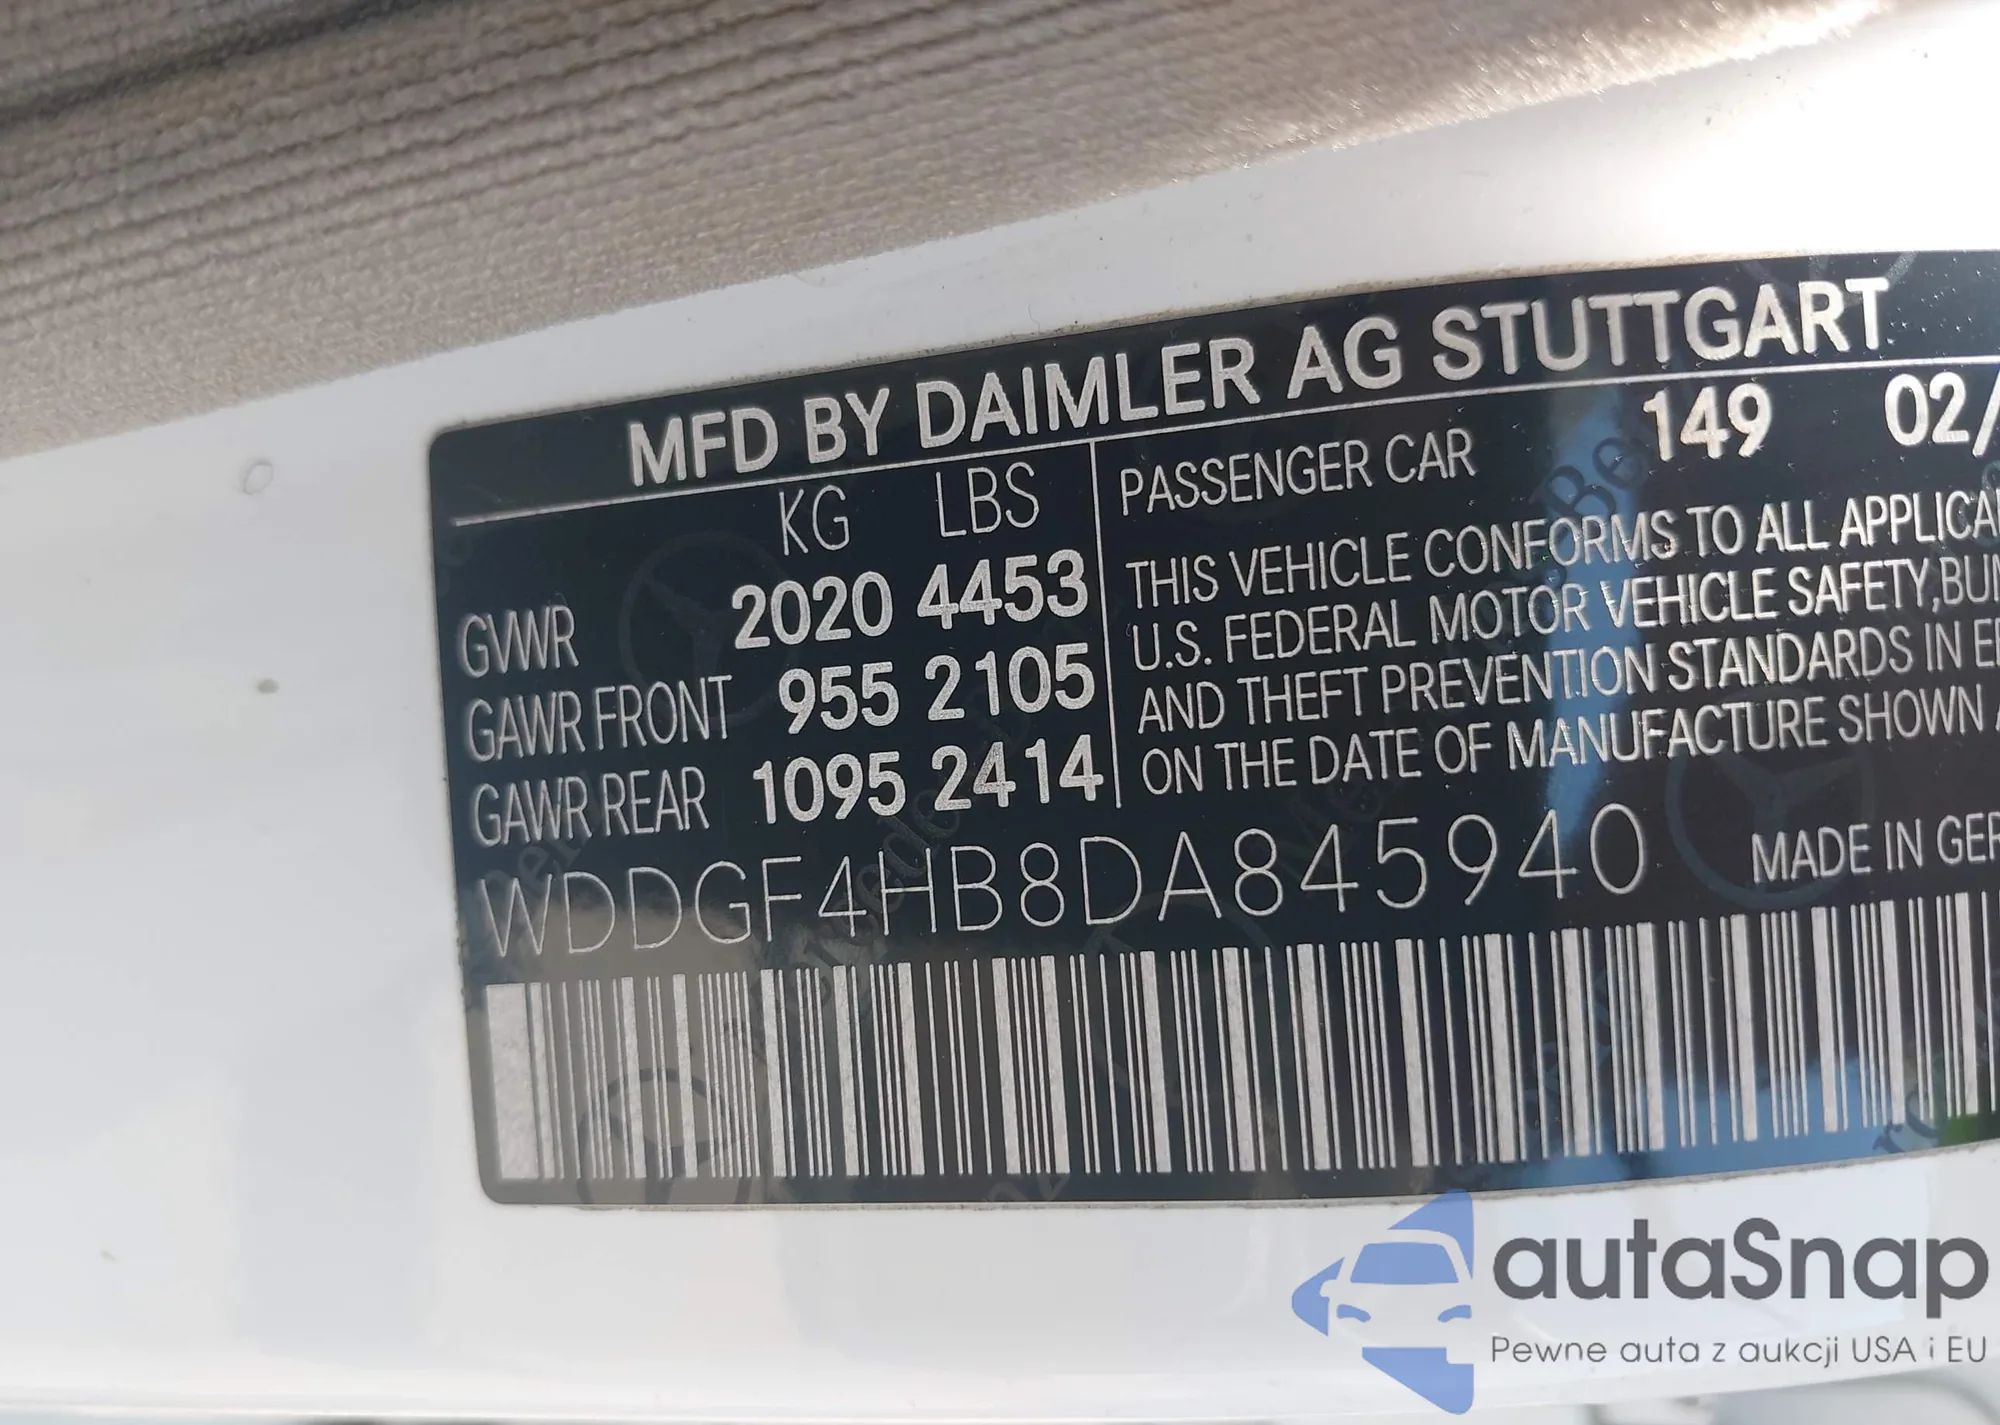 MFD BY DAIMLER AG STUTTGART
KG LBS
GVWR 2020 4453
GAWR FRONT 955 2105
GAWR REAR 1095 2414
PASSENGER CAR 149 02/
THIS VEHICLE CONFORMS TO ALL APPLICA
U.S. FEDERAL MOTOR VEHICLE SAFETY, BUM
AND THEFT PREVENTION STANDARDS IN E
ON THE DATE OF MANUFACTURE SHOWN A
WDDGF4HB8DA845940
MADE IN GER
autaSnap
Pewne auta z aukcji USA i EU